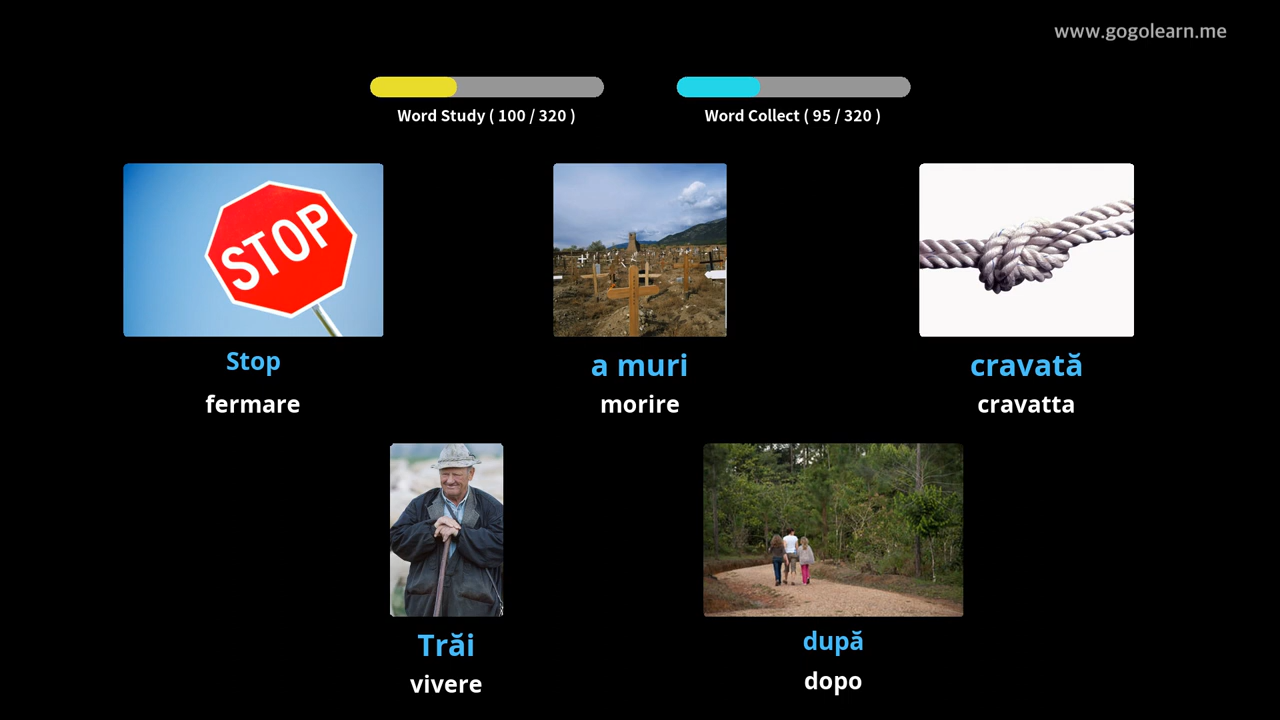 www.gogolearn.me
Word Study ( 100 / 320 )
Word Collect ( 95 / 320 )
STOP
Stop
fermare
a muri
morire
cravată
cravatta
Trăi
vivere
după
dopo